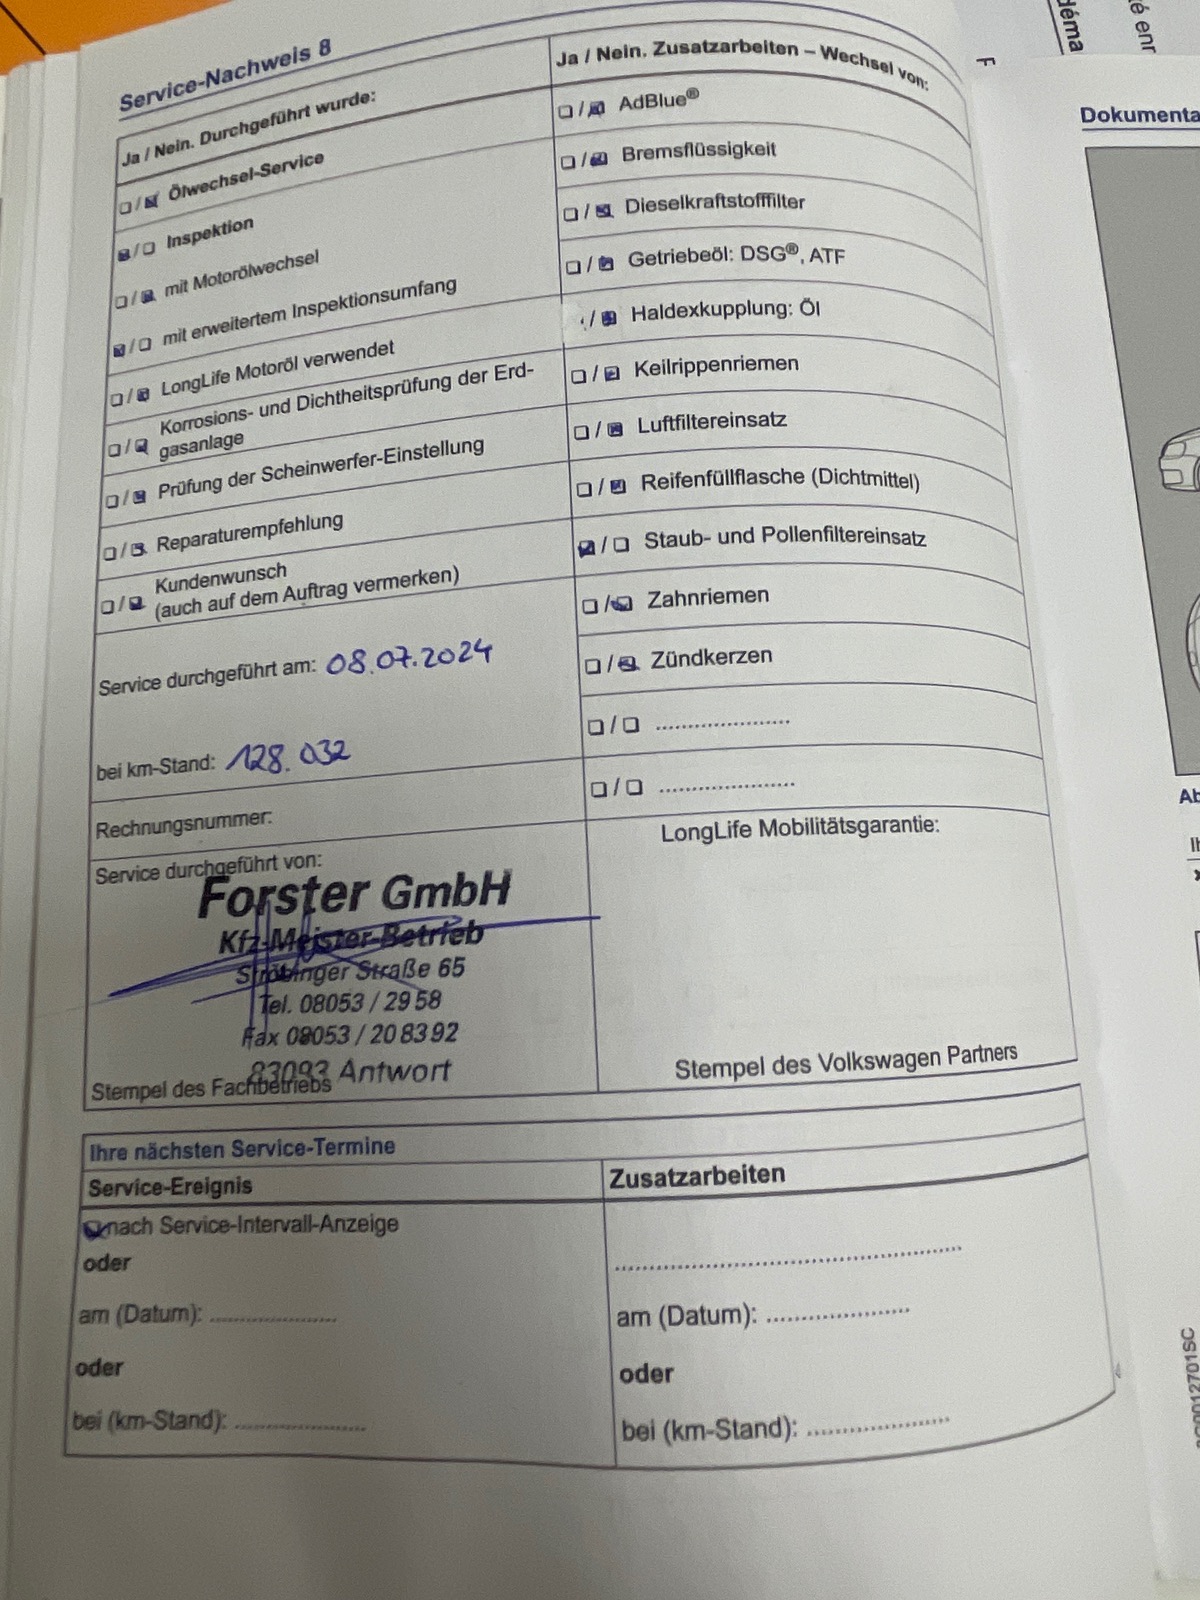 Service-Nachweis 8
Ja / Nein. Durchgeführt wurde:
Ölwechsel-Service
Inspektion
mit Motorölwechsel
mit erweitertem Inspektionsumfang
LongLife Motoröl verwendet
Korrosions- und Dichtheitsprüfung der Erd-
gasanlage
Prüfung der Scheinwerfer-Einstellung
Reparaturempfehlung
Kundenwunsch
(auch auf dem Auftrag vermerken)
Service durchgeführt am: 08.07.2024
bei km-Stand: 128.032
Rechnungsnummer:
Service durchgeführt von:
Forster GmbH
Kfz-Meister-Betrieb
Ströbinger Straße 65
Tel. 08053 / 29 58
Fax 08053 / 20 83 92
83093 Antwort
Stempel des Fachbetriebs
Ja / Nein. Zusatzarbeiten – Wechsel von:
AdBlue®
Bremsflüssigkeit
Dieselkraftstofffilter
Getriebeöl: DSG®, ATF
Haldexkupplung: Öl
Keilrippenriemen
Luftfiltereinsatz
Reifenfüllflasche (Dichtmittel)
Staub- und Pollenfiltereinsatz
Zahnriemen
Zündkerzen
LongLife Mobilitätsgarantie:
Stempel des Volkswagen Partners
Ihre nächsten Service-Termine
Service-Ereignis
nach Service-Intervall-Anzeige
oder
am (Datum): ......................
oder
bei (km-Stand): ......................
Zusatzarbeiten
am (Datum): ......................
oder
bei (km-Stand): ......................
déma
é enr
F
Dokumenta
Ab